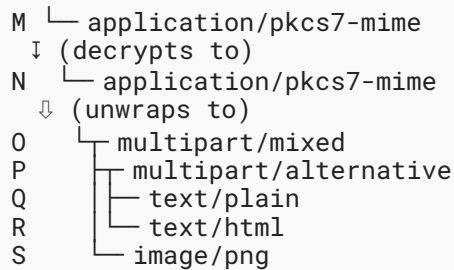 M └─ application/pkcs7-mime
 ↧ (decrypts to)
N   └─ application/pkcs7-mime
  ⇩ (unwraps to)
O    └┬ multipart/mixed
P     ├┬ multipart/alternative
Q     │├─ text/plain
R     │└─ text/html
S     └─ image/png